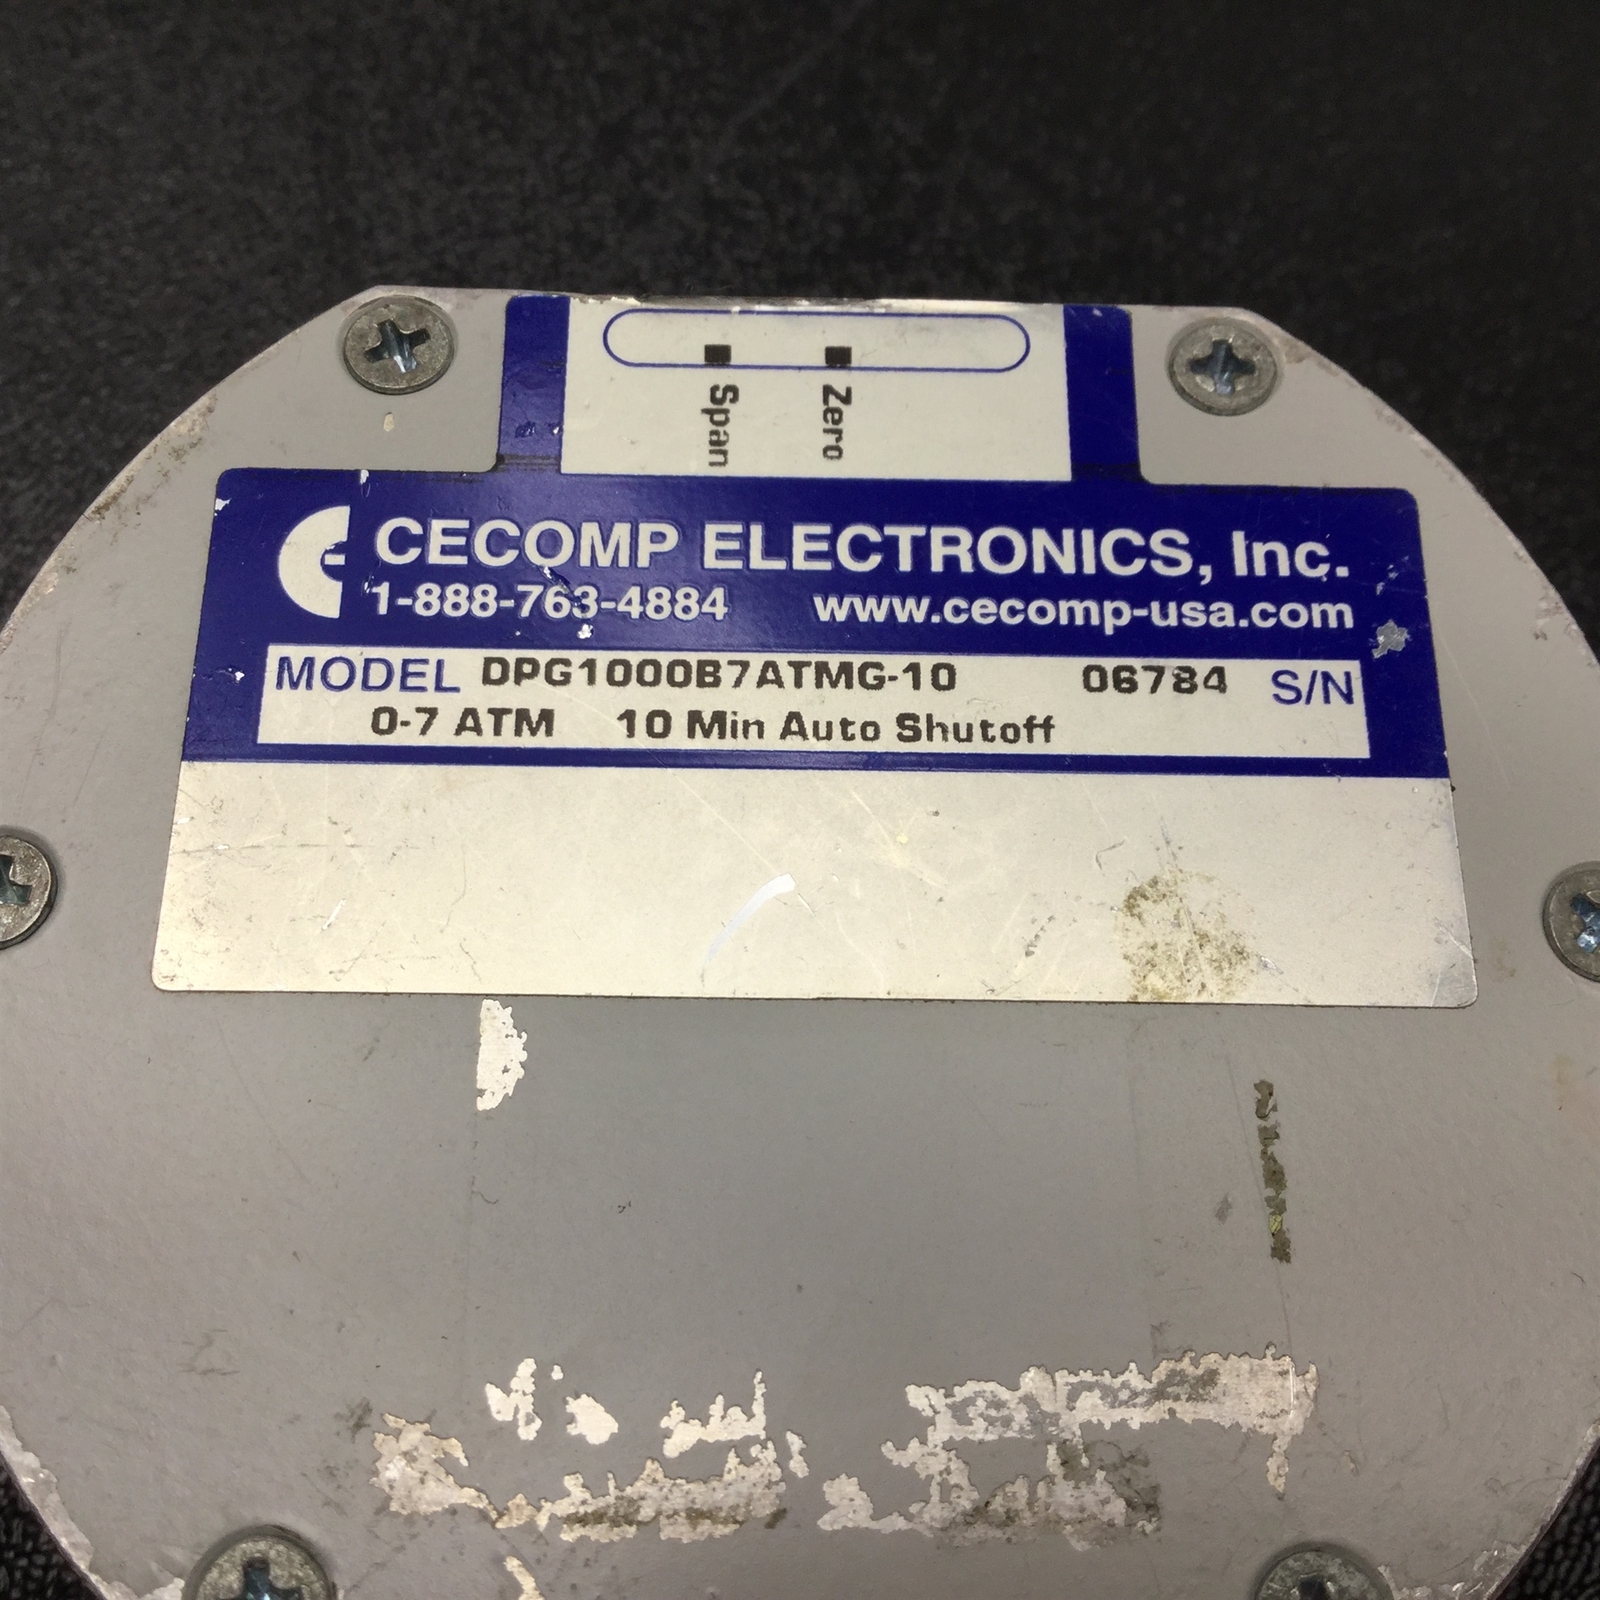 Span Zero
CECOMP ELECTRONICS, Inc.
1-888-763-4884 www.cecomp-usa.com
MODEL DPG1000B7ATMG-10 06784 S/N
0-7 ATM 10 Min Auto Shutoff